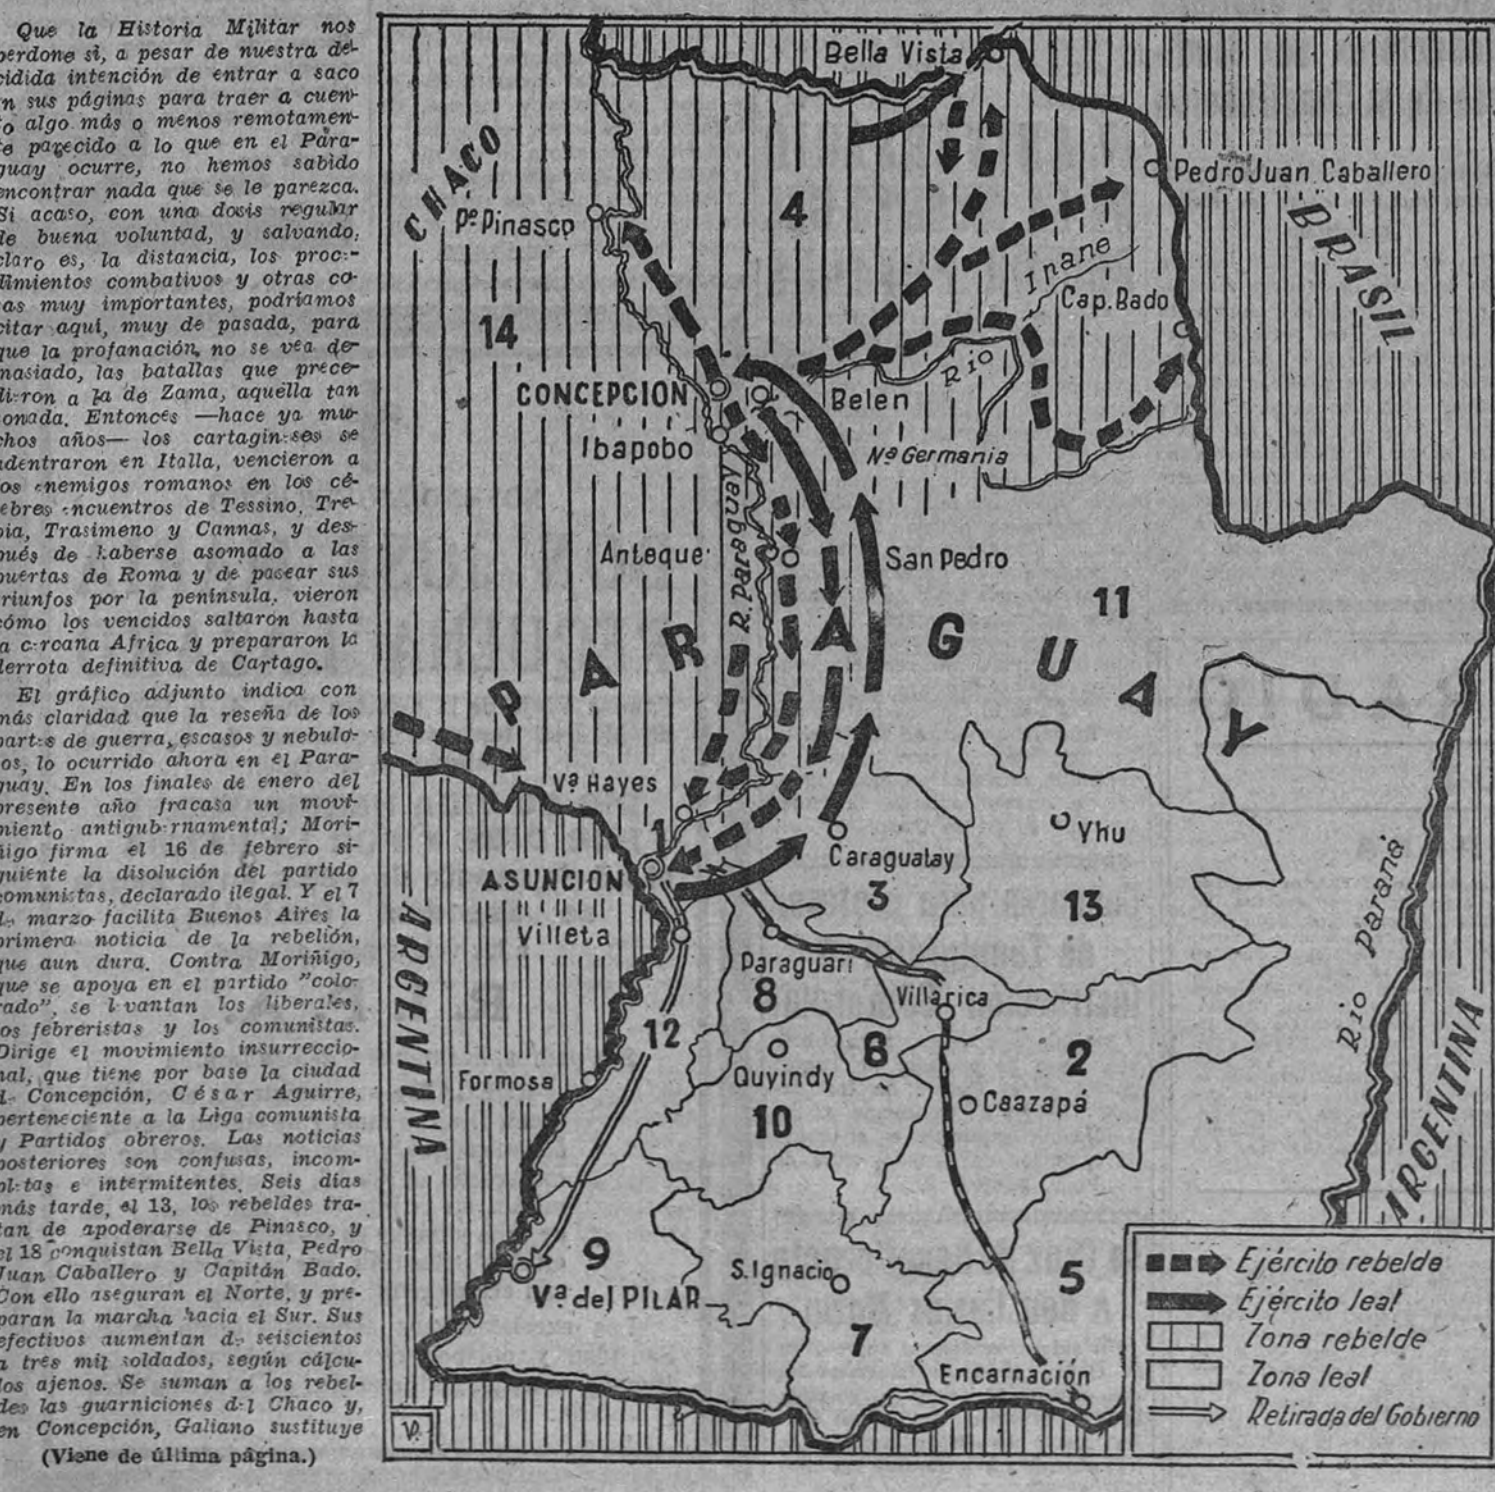 Que la Historia Militar nos
perdone si, a pesar de nuestra de-
cidida intención de entrar a saco
en sus páginas para traer a cuen-
to algo más o menos remotamen-
te parecido a lo que en el Para-
guay ocurre, no hemos sabido
encontrar nada que se le parezca.
Si acaso, con una dosis regular
de buena voluntad, y salvando,
claro es, la distancia, los proce-
dimientos combativos y otras co-
sas muy importantes, podríamos
citar aquí, muy de pasada, para
que la profanación no se vea de-
masiado, las batallas que prece-
dieron a la de Zama, aquella tan
sonada. Entonces —hace ya mu-
chos años— los cartagineses se
adentraron en Italia, vencieron a
los enemigos romanos en los cé-
lebres encuentros de Tessino, Tre-
bia, Trasimeno y Cannas, y des-
pués de haberse asomado a las
puertas de Roma y de pasear sus
triunfos por la península, vieron
cómo los vencidos saltaron hasta
la cercana Africa y prepararon la
derrota definitiva de Cartago.
El gráfico adjunto indica con
más claridad que la reseña de los
partes de guerra, escasos y nebulo-
sos, lo ocurrido ahora en el Para-
guay. En los finales de enero del
presente año fracasa un movi-
miento antigubernamental; Mori-
ñigo firma el 16 de febrero si-
guiente la disolución del partido
comunistas, declarado ilegal. Y el 7
de marzo facilita Buenos Aires la
primera noticia de la rebelión,
que aun dura. Contra Moriñigo,
que se apoya en el partido "colo-
rado", se levantan los liberales,
los febreristas y los comunistas.
Dirige el movimiento insurreccio-
nal, que tiene por base la ciudad
de Concepción, César Aguirre,
perteneciente a la Liga comunista
y Partidos obreros. Las noticias
posteriores son confusas, incom-
pletas e intermitentes. Seis días
más tarde, el 13, los rebeldes tra-
tan de apoderarse de Pinasco, y
el 18 conquistan Bella Vista, Pedro
Juan Caballero y Capitán Bado.
Con ello aseguran el Norte, y pre-
paran la marcha hacia el Sur. Sus
efectivos aumentan de seiscientos
a tres mil soldados, según cálcu-
los ajenos. Se suman a los rebel-
des las guarniciones del Chaco y,
en Concepción, Galiano sustituye
(Viene de última página.)
Bella Vista
CHACO
Pº Pinasco
4
Pedro Juan Caballero
BRASIL
Inane
Cap. Bado
14
Rio
CONCEPCION
Belen
Ibapobo
Nª Germania
R. Paraguay
Anteque
San Pedro
11
PARAGUAY
Vª Hayes
1
Caraguatay
Yhu
ASUNCION
3
13
Rio Paraná
Villeta
ARGENTINA
Paraguari
8
Villarica
12
6
2
Formosa
Quyindy
Caazapá
10
ARGENTINA
9
S. Ignacio
5
Vª del PILAR
7
Encarnación
Ejército rebelde
Ejército leal
Zona rebelde
Zona leal
Retirada del Gobierno